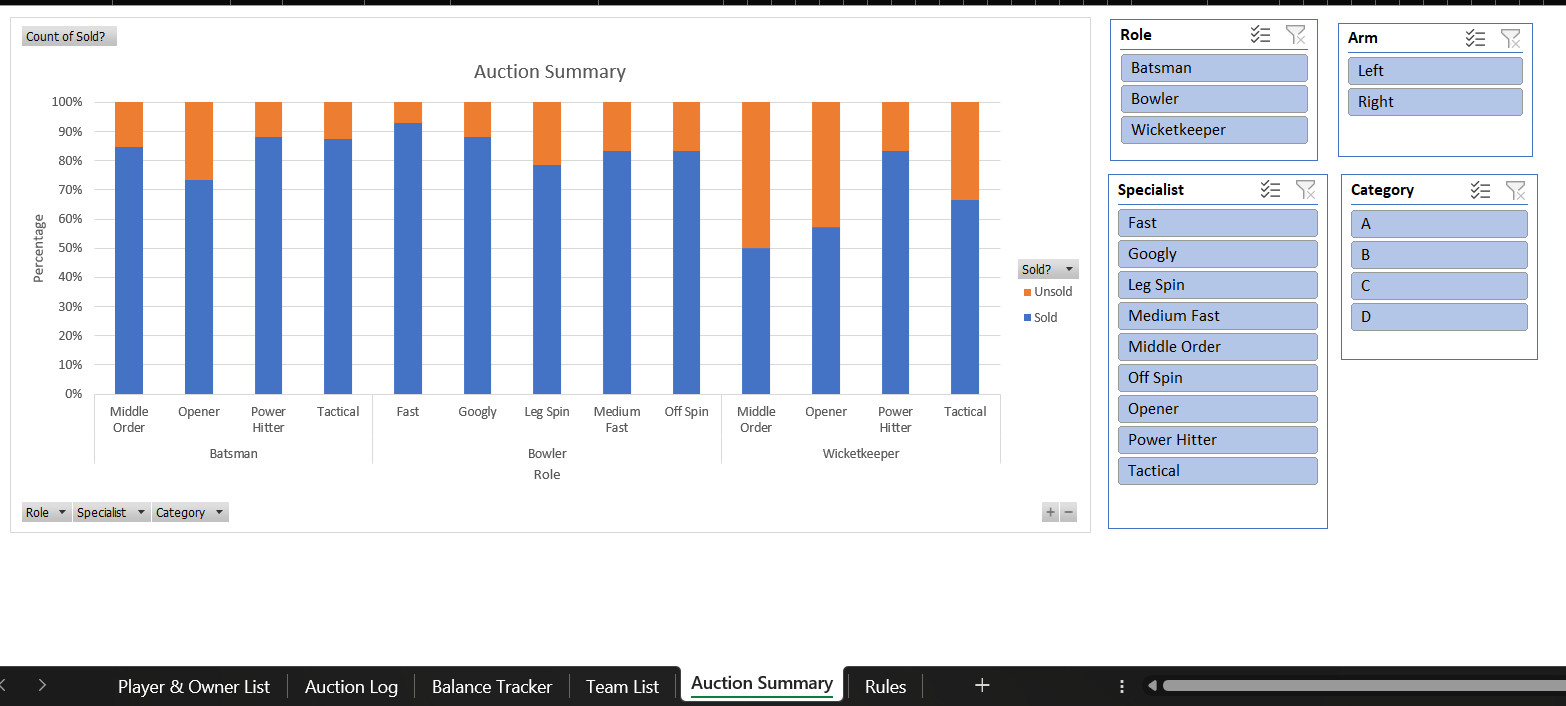 Count of Sold?
Auction Summary
Percentage
100%
90%
80%
70%
60%
50%
40%
30%
20%
10%
0%
Middle Order
Opener
Power Hitter
Tactical
Fast
Googly
Leg Spin
Medium Fast
Off Spin
Middle Order
Opener
Power Hitter
Tactical
Batsman
Bowler
Wicketkeeper
Role
Sold?
Unsold
Sold
Role
Specialist
Category
+
−
Role
Batsman
Bowler
Wicketkeeper
Arm
Left
Right
Specialist
Fast
Googly
Leg Spin
Medium Fast
Middle Order
Off Spin
Opener
Power Hitter
Tactical
Category
A
B
C
D
Player & Owner List
Auction Log
Balance Tracker
Team List
Auction Summary
Rules
+